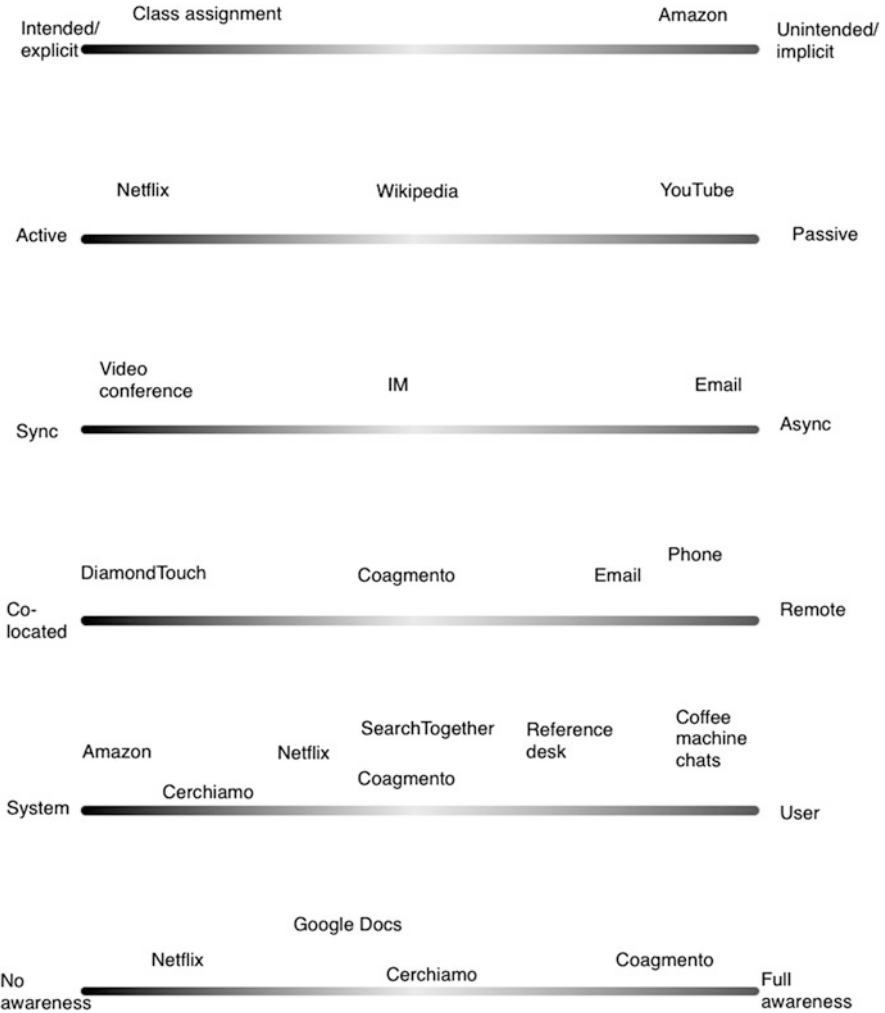 Class assignment
Amazon
Intended/
explicit
Unintended/
implicit
Netflix
Wikipedia
YouTube
Active
Passive
Video
conference
IM
Email
Sync
Async
DiamondTouch
Coagmento
Email
Phone
Co-
located
Remote
Amazon
Netflix
SearchTogether
Reference
desk
Coffee
machine
chats
Cerchiamo
Coagmento
System
User
Google Docs
Netflix
Cerchiamo
Coagmento
No
awareness
Full
awareness